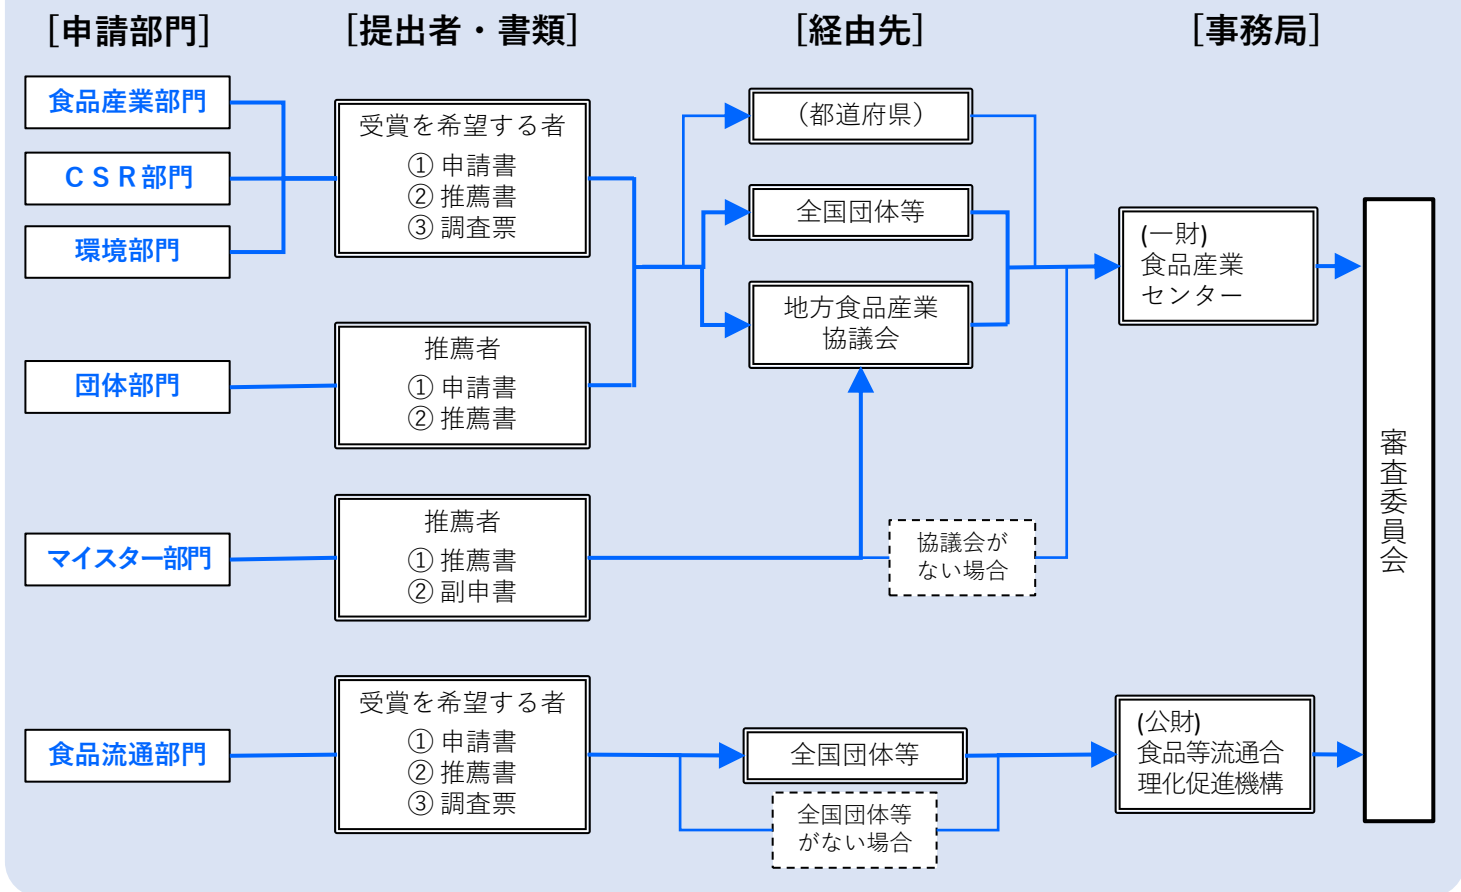 [申請部門]
[提出者・書類]
[経由先]
[事務局]
食品産業部門
ＣＳＲ部門
環境部門
受賞を希望する者
① 申請書
② 推薦書
③ 調査票
団体部門
推薦者
① 申請書
② 推薦書
マイスター部門
推薦者
① 推薦書
② 副申書
食品流通部門
受賞を希望する者
① 申請書
② 推薦書
③ 調査票
（都道府県）
全国団体等
地方食品産業
協議会
協議会が
ない場合
全国団体等
全国団体等
がない場合
(一財)
食品産業
センター
(公財)
食品等流通合
理化促進機構
審査委員会